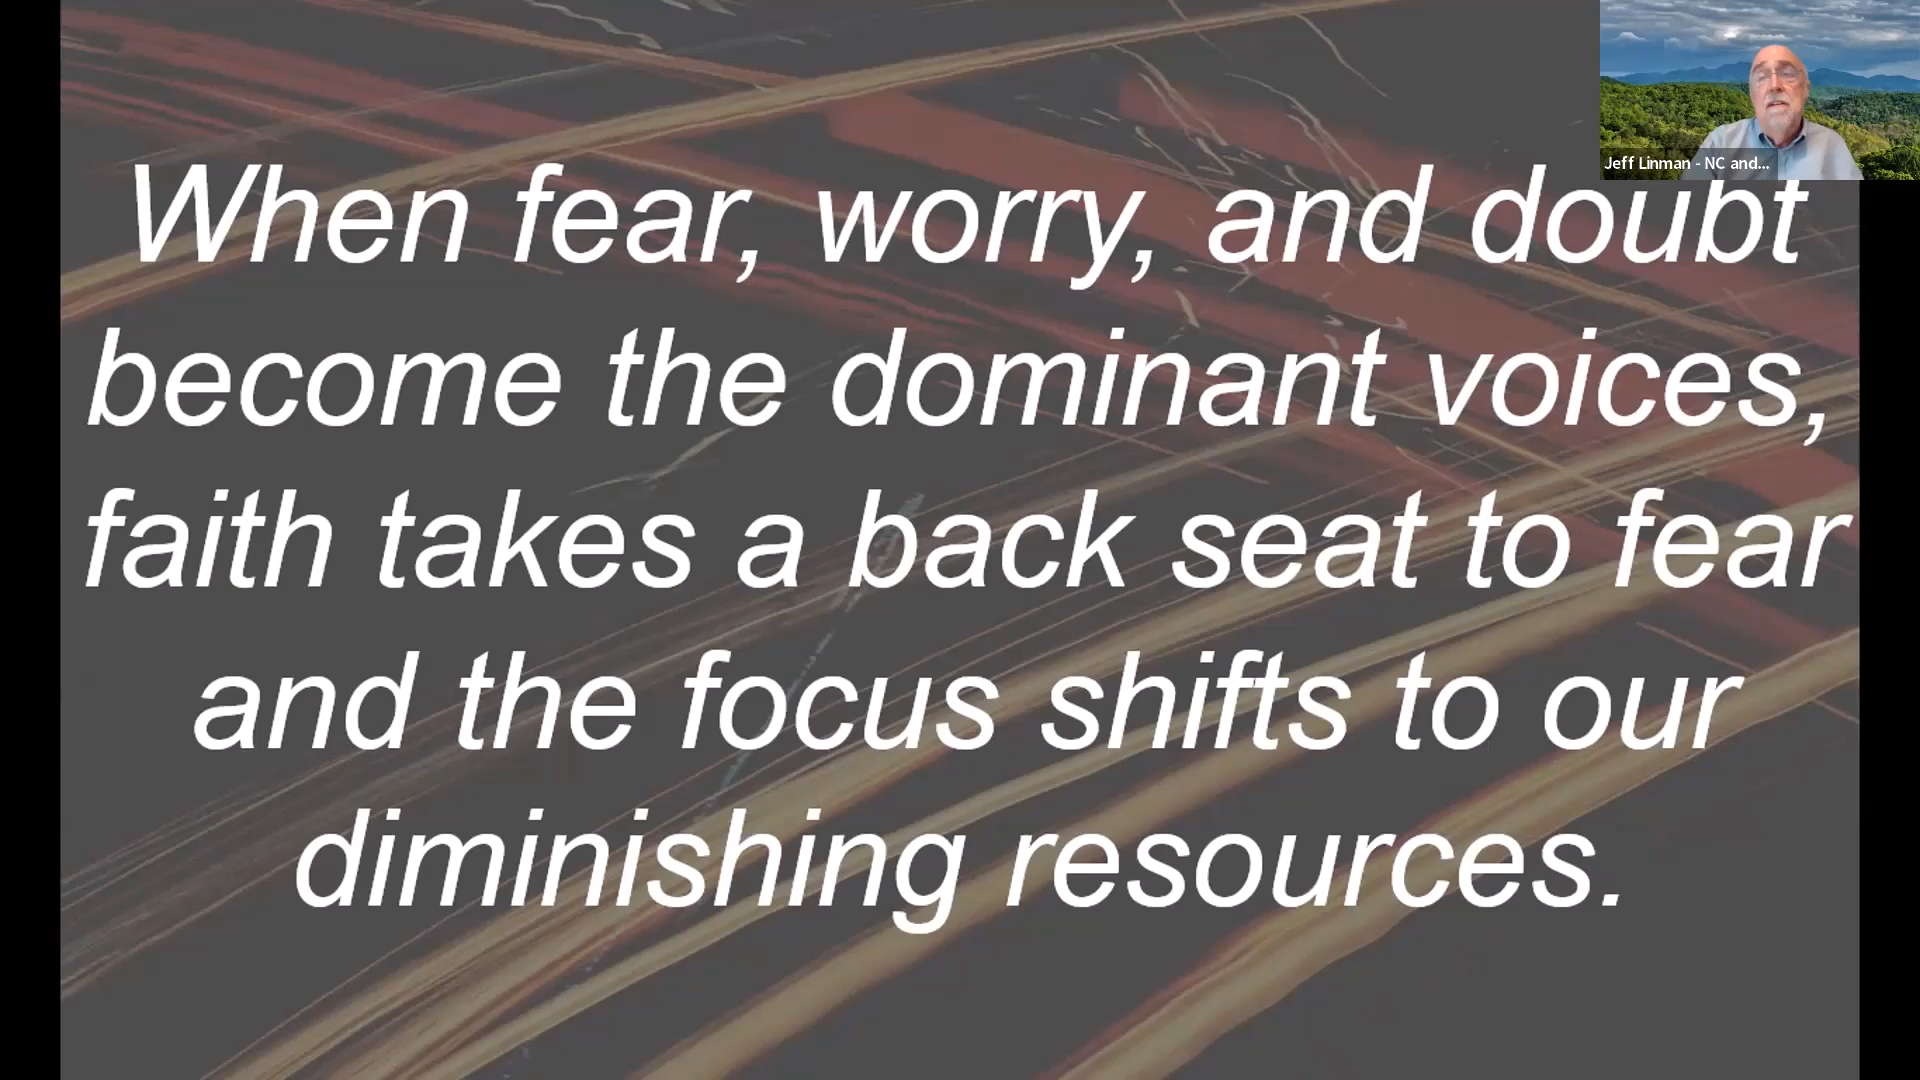 Jeff Linman - NC and...
When fear, worry, and doubt
become the dominant voices,
faith takes a back seat to fear
and the focus shifts to our
diminishing resources.